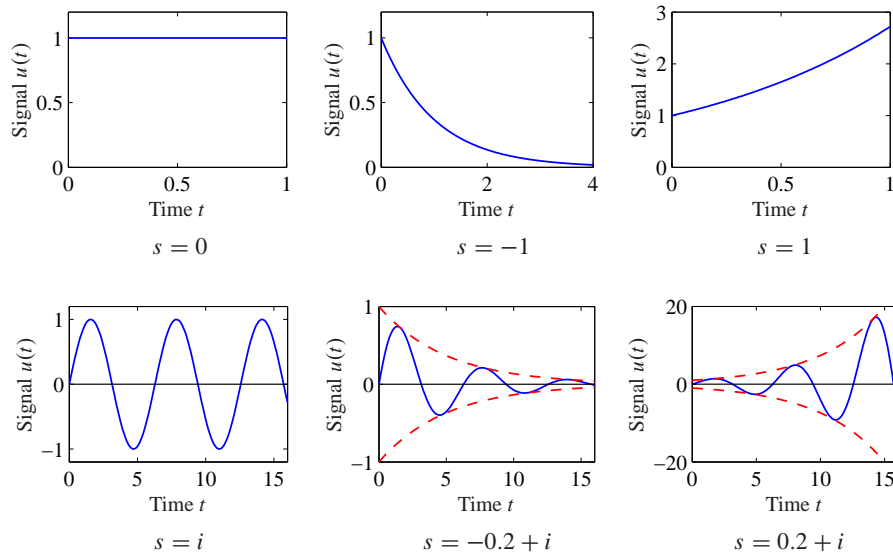 1
0.5
0
Signal u(t)
0
0.5
1
Time t
s = 0
1
0.5
0
Signal u(t)
0
2
4
Time t
s = −1
3
2
1
0
Signal u(t)
0
0.5
1
Time t
s = 1
1
0
−1
Signal u(t)
0
5
10
15
Time t
s = i
1
0
−1
Signal u(t)
0
5
10
15
Time t
s = −0.2 + i
20
0
−20
Signal u(t)
0
5
10
15
Time t
s = 0.2 + i